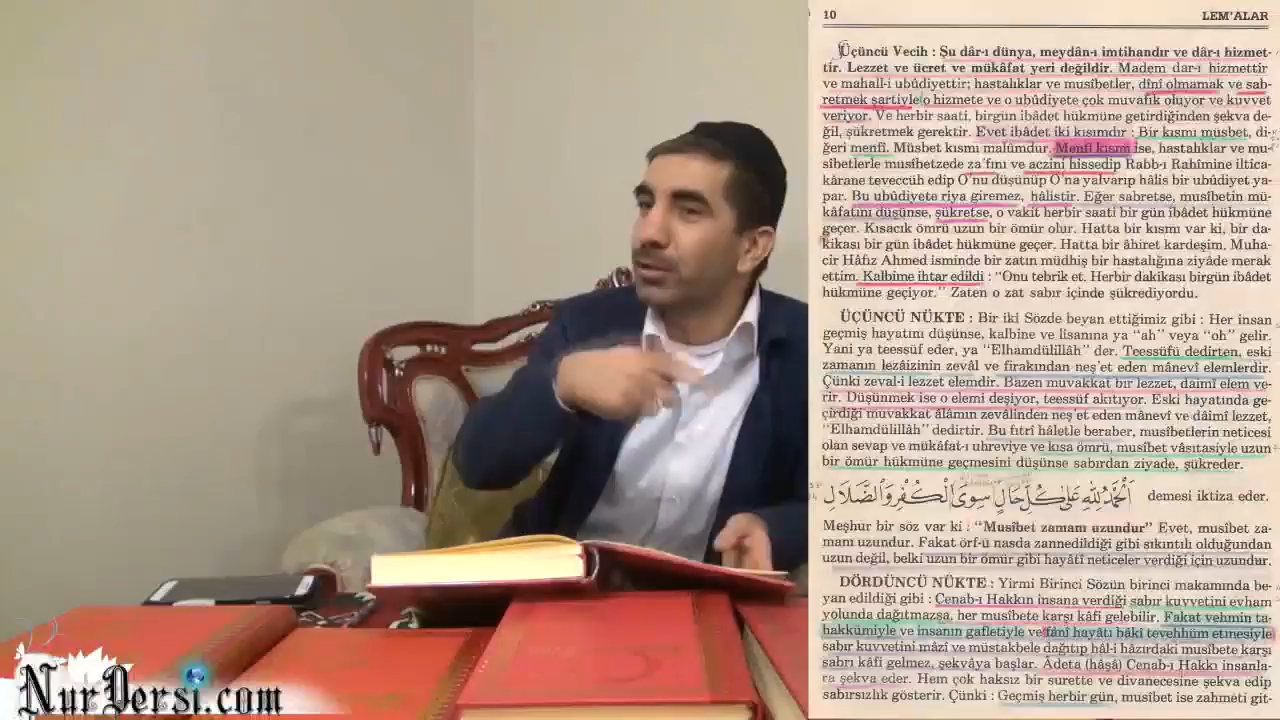 10
LEM'ALAR
Üçüncü Vecih : Şu dâr-ı dünya, meydân-ı imtihandır ve dâr-ı hizmet-
tir. Lezzet ve ücret ve mükâfat yeri değildir. Madem dar-ı hizmettir
ve mahall-i ubûdiyettir; hastalıklar ve musîbetler, dînî olmamak ve sab-
retmek şartiyle o hizmete ve o ubûdiyete çok muvafık oluyor ve kuvvet
veriyor. Ve herbir saati, birgün ibâdet hükmüne getirdiğinden şekva de-
ğil, şükretmek gerektir. Evet ibâdet iki kısımdır : Bir kısmı müsbet, di-
ğeri menfî. Müsbet kısmı malûmdur. Menfî kısmı ise, hastalıklar ve mu-
sîbetlerle musîbetzede za'fını ve aczini hissedip Rabb-ı Rahîmine iltica-
kârane teveccüh edip O'nu düşünüp O'na yalvarıp hâlis bir ubûdiyet ya-
par. Bu ubûdiyete riya giremez, hâlistir. Eğer sabretse, musîbetin mü-
kâfatını düşünse, şükretse, o vakit herbir saati bir gün ibâdet hükmüne
geçer. Kısacık ömrü uzun bir ömür olur. Hatta bir kısmı var ki, bir da-
kikası bir gün ibâdet hükmüne geçer. Hatta bir âhiret kardeşim, Muha-
cir Hâfız Ahmed isminde bir zatın müdhiş bir hastalığına ziyâde merak
ettim. Kalbime ihtar edildi : "Onu tebrik et. Herbir dakikası birgün ibâdet
hükmüne geçiyor." Zaten o zat sabır içinde şükrediyordu.
ÜÇÜNCÜ NÜKTE : Bir iki Sözde beyan ettiğimiz gibi : Her insan
geçmiş hayatını düşünse, kalbine ve lisanına ya "ah" veya "oh" gelir.
Yani ya teessüf eder, ya "Elhamdülillâh" der. Teessüfü dedirten, eski
zamanın lezâizinin zevâl ve firakından neş'et eden mânevî elemlerdir.
Çünki zeval-i lezzet elemdir. Bazen muvakkat bir lezzet, daimî elem ve-
rir. Düşünmek ise o elemi deşiyor, teessüf akıtıyor. Eski hayatında ge-
çirdiği muvakkat âlâmın zevâlinden neş'et eden mânevî ve dâimî lezzet,
"Elhamdülillâh" dedirtir. Bu fıtrî hâletle beraber, musîbetlerin neticesi
olan sevap ve mükâfat-ı uhreviye ve kısa ömrü, musîbet vâsıtasiyle uzun
bir ömür hükmüne geçmesini düşünse sabırdan ziyade, şükreder.
اَلْحَمْدُ لِلّٰهِ عَلٰى كُلِّ حَالٍ سِوَى الْكُفْرِ وَالضَّلَالِ demesi iktiza eder.
Meşhur bir söz var ki : "Musîbet zamanı uzundur" Evet, musîbet za-
manı uzundur. Fakat örf-ü nasda zannedildiği gibi sıkıntılı olduğundan
uzun değil, belki uzun bir ömür gibi hayâtî neticeler verdiği için uzundur.
DÖRDÜNCÜ NÜKTE : Yirmi Birinci Sözün birinci makamında be-
yan edildiği gibi : Cenab-ı Hakkın insana verdiği sabır kuvvetini evham
yolunda dağıtmazsa, her musîbete karşı kâfi gelebilir. Fakat vehmin ta-
hakkümiyle ve insanın gafletiyle ve fânî hayâtı bâki tevehhüm etmesiyle
sabır kuvvetini mâzi ve müstakbele dağıtıp hâl-i hâzırdaki musîbete karşı
sabrı kâfi gelmez, şekvâya başlar. Âdeta (hâşâ) Cenab-ı Hakkı insanla-
ra şekva eder. Hem çok haksız bir surette ve divanecesine şekva edip
sabırsızlık gösterir. Çünki : Geçmiş herbir gün, musîbet ise zahmeti git-
NurDersi.com